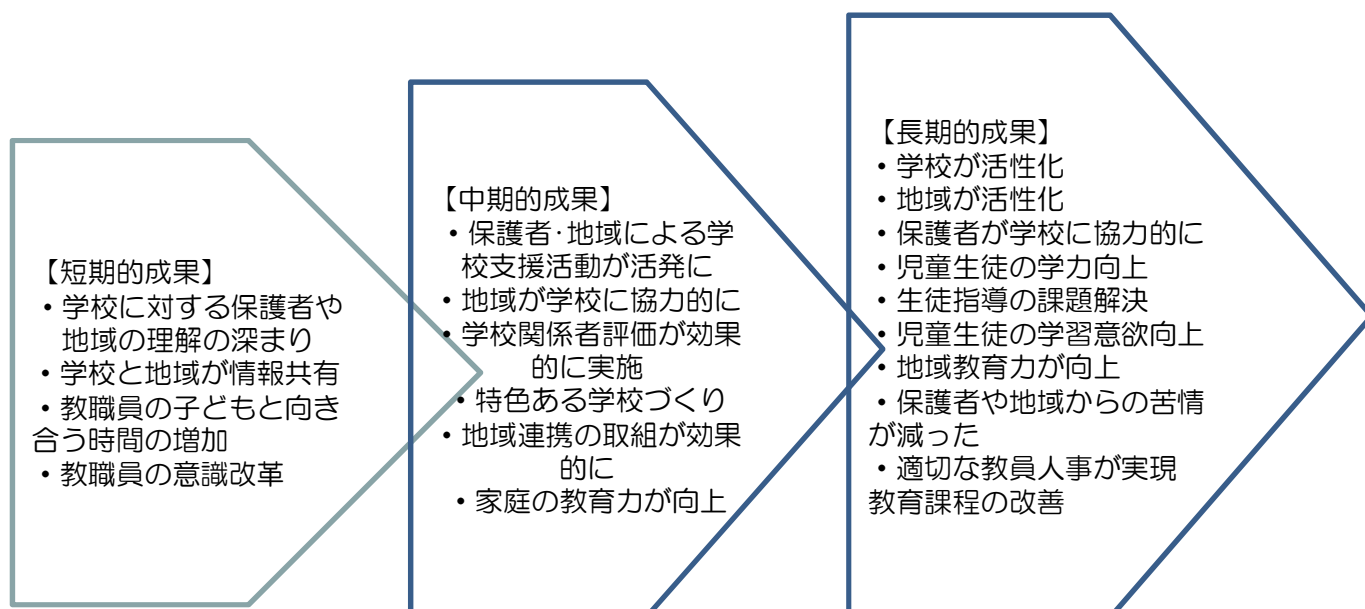 【短期的成果】
・学校に対する保護者や
地域の理解の深まり
・学校と地域が情報共有
・教職員の子どもと向き
合う時間の増加
・教職員の意識改革
【中期的成果】
・保護者･地域による学
校支援活動が活発に
・地域が学校に協力的に
・学校関係者評価が効果
的に実施
・特色ある学校づくり
・地域連携の取組が効果
的に
・家庭の教育力が向上
【長期的成果】
・学校が活性化
・地域が活性化
・保護者が学校に協力的に
・児童生徒の学力向上
・生徒指導の課題解決
・児童生徒の学習意欲向上
・地域教育力が向上
・保護者や地域からの苦情
が減った
・適切な教員人事が実現
教育課程の改善